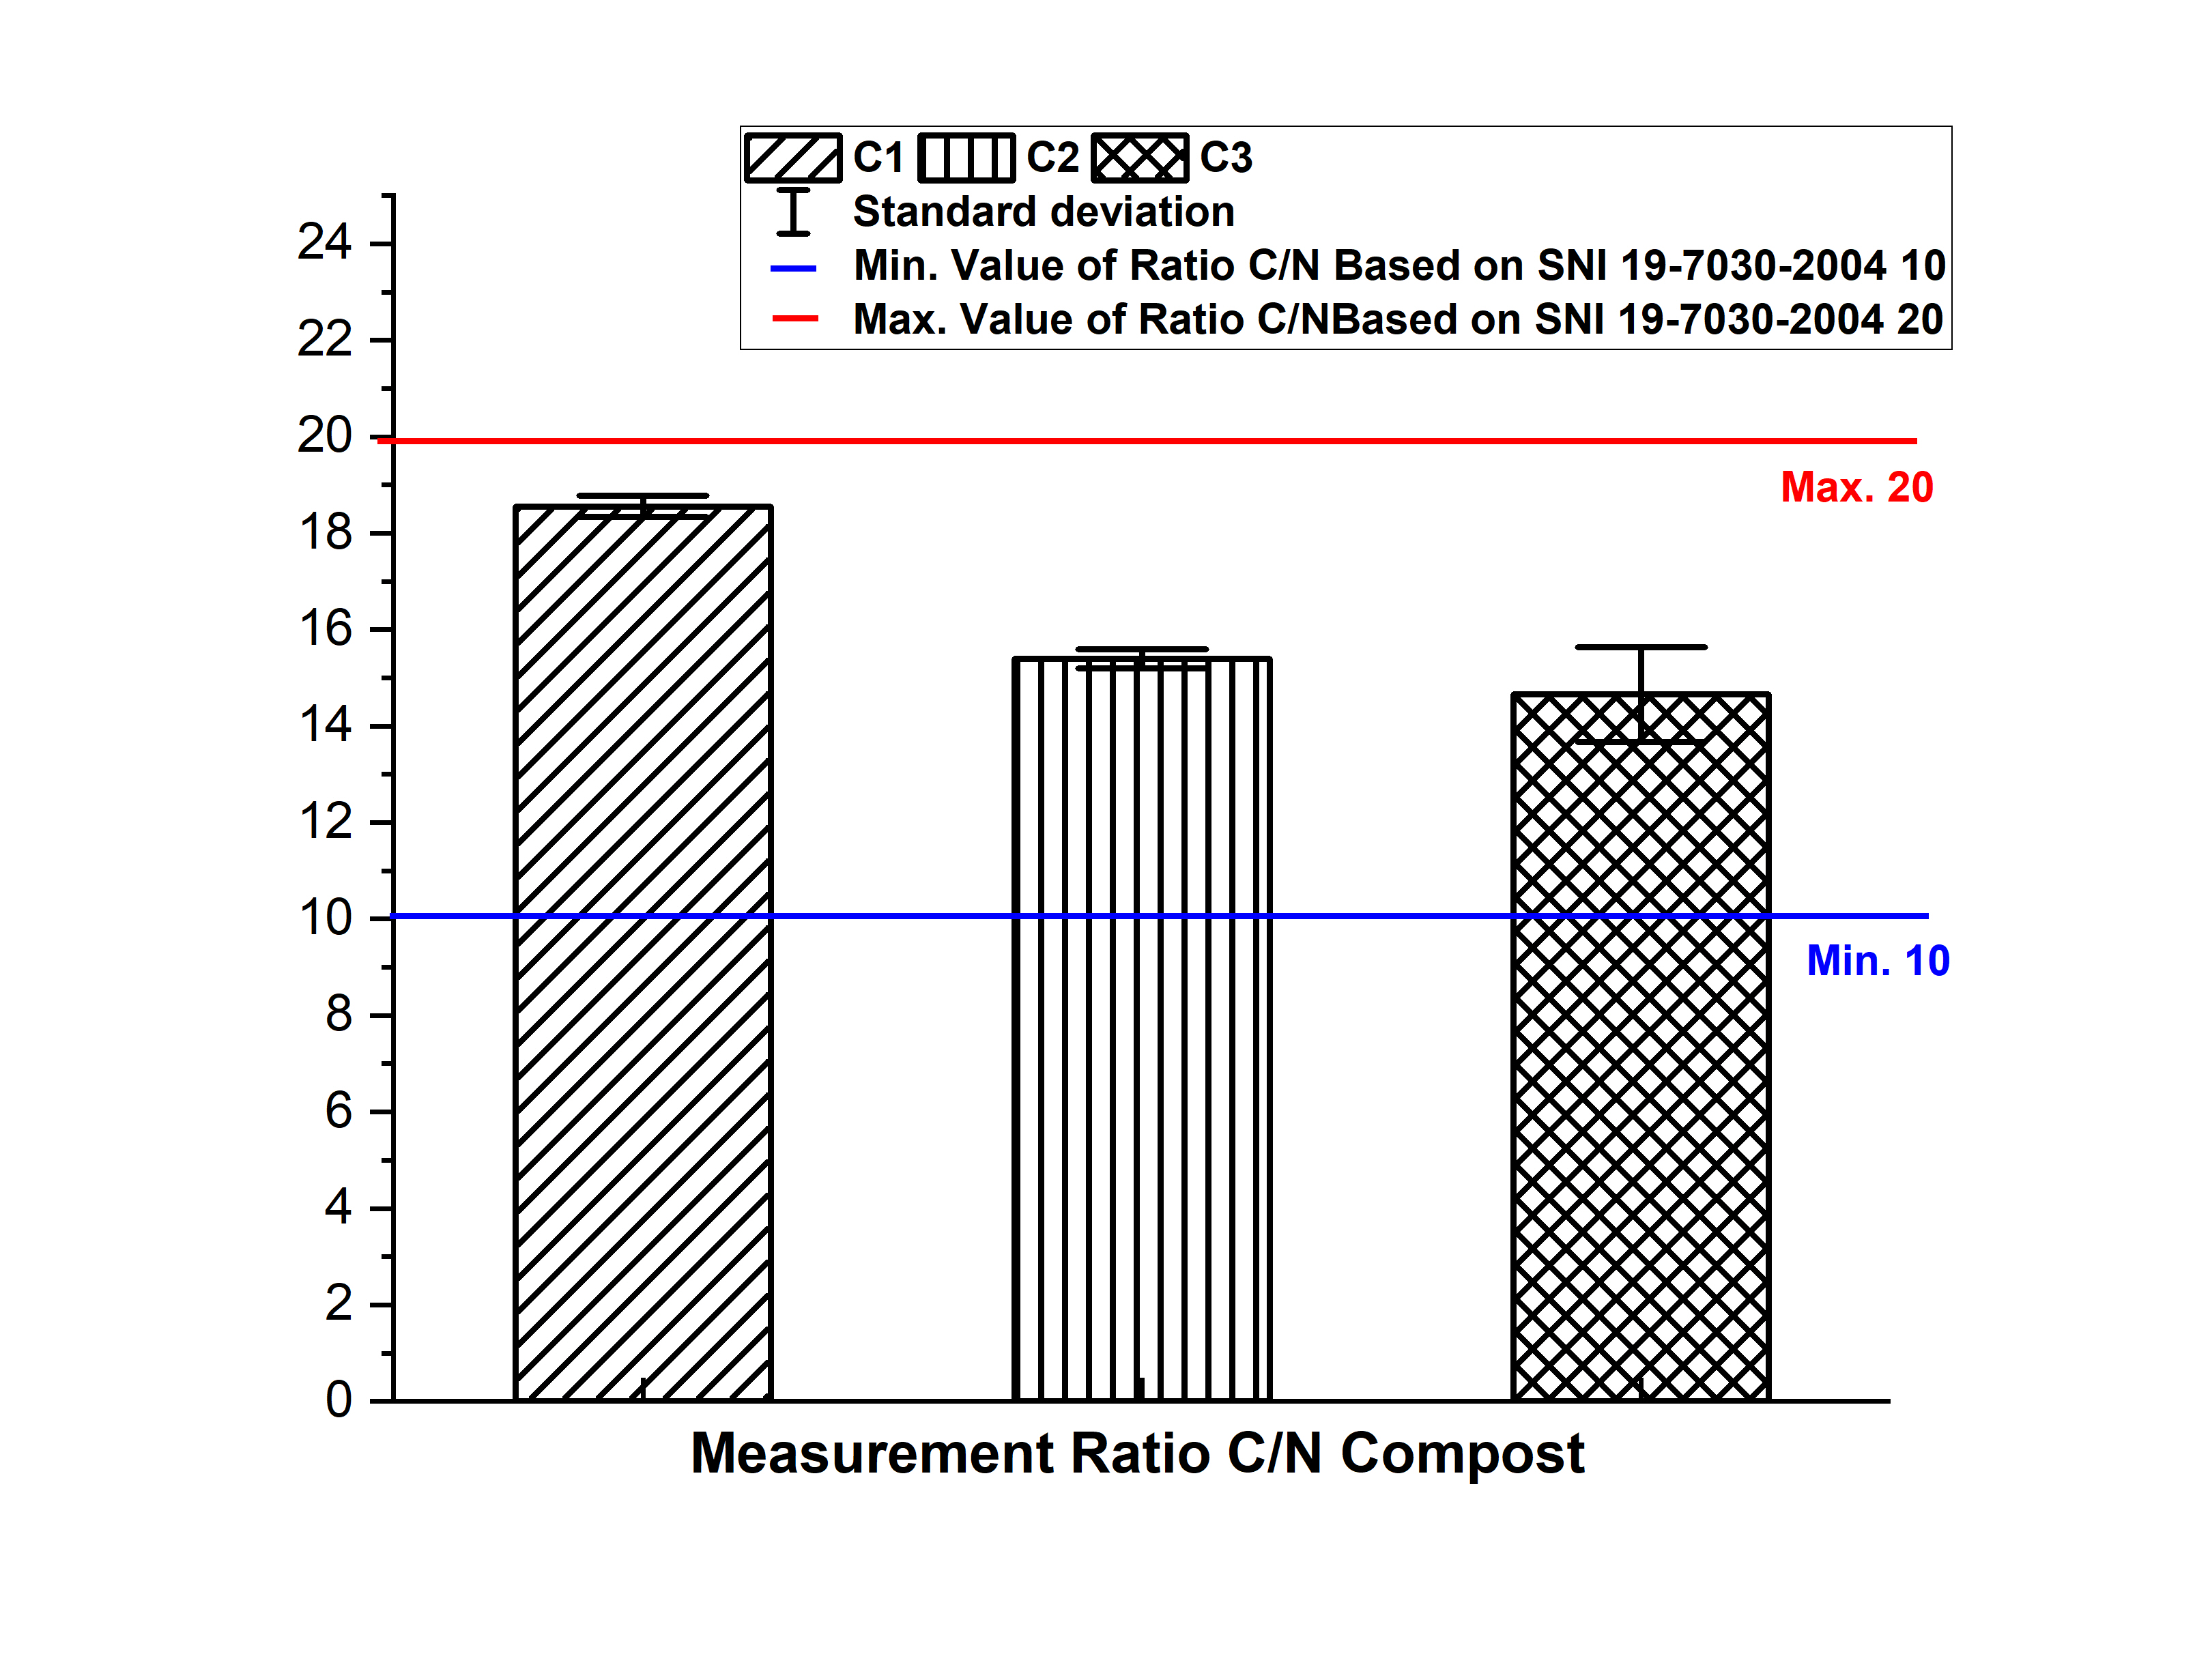 C1 C2 C3
Standard deviation
Min. Value of Ratio C/N Based on SNI 19-7030-2004 10
Max. Value of Ratio C/NBased on SNI 19-7030-2004 20
24
22
20
18
16
14
12
10
8
6
4
2
0
Max. 20
Min. 10
Measurement Ratio C/N Compost